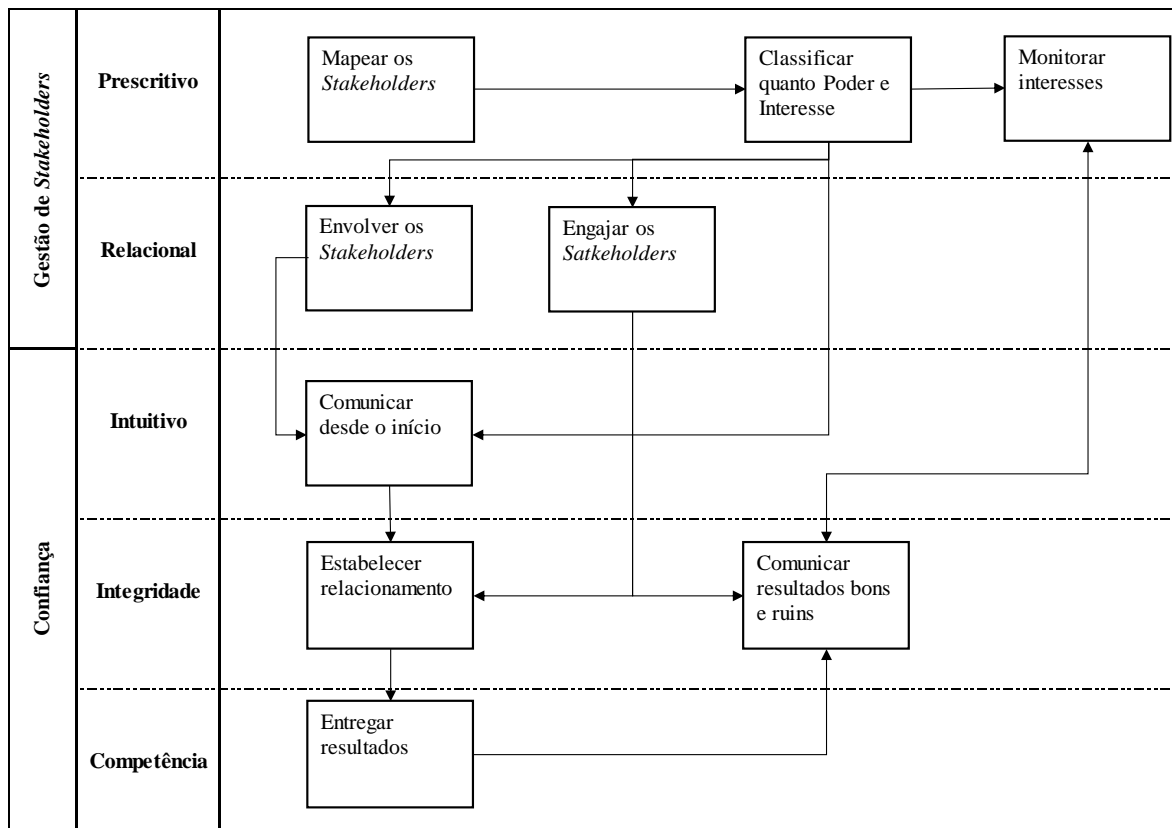 Gestão de Stakeholders
Prescritivo
Mapear os
Stakeholders
Classificar
quanto Poder e
Interesse
Monitorar
interesses
Relacional
Envolver os
Stakeholders
Engajar os
Satkeholders
Confiança
Intuitivo
Comunicar
desde o início
Integridade
Estabelecer
relacionamento
Comunicar
resultados bons
e ruins
Competência
Entregar
resultados